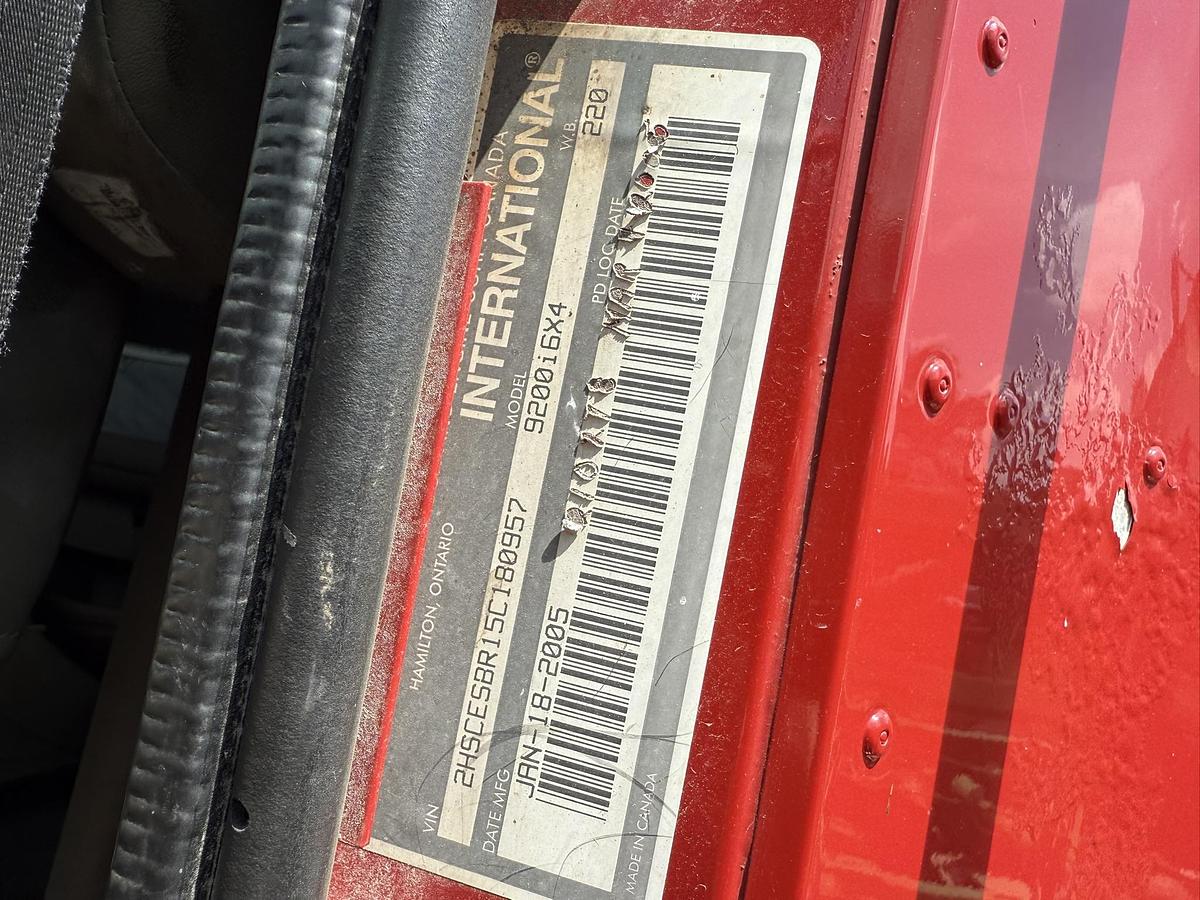 CANADA
INTERNATIONAL®
HAMILTON, ONTARIO
VIN MODEL W.B.
2HSCESBR15C180957 9200i6X4 220
DATE MFG PD LOC DATE
JAN-18-2005
MADE IN CANADA